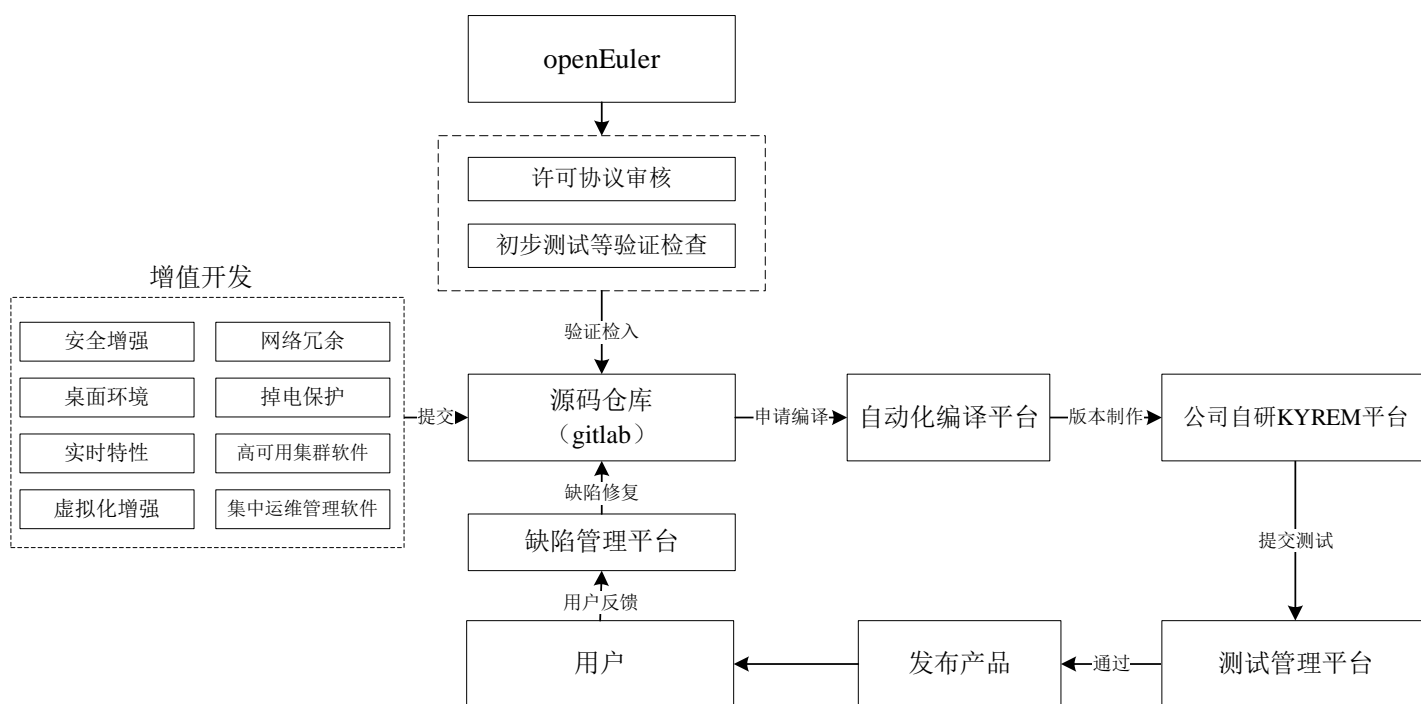 openEuler
许可协议审核
初步测试等验证检查
增值开发
安全增强
网络冗余
桌面环境
掉电保护
实时特性
高可用集群软件
虚拟化增强
集中运维管理软件
验证检入
提交
源码仓库
（gitlab）
申请编译
自动化编译平台
版本制作
公司自研KYREM平台
缺陷修复
缺陷管理平台
提交测试
用户反馈
用户
发布产品
通过
测试管理平台